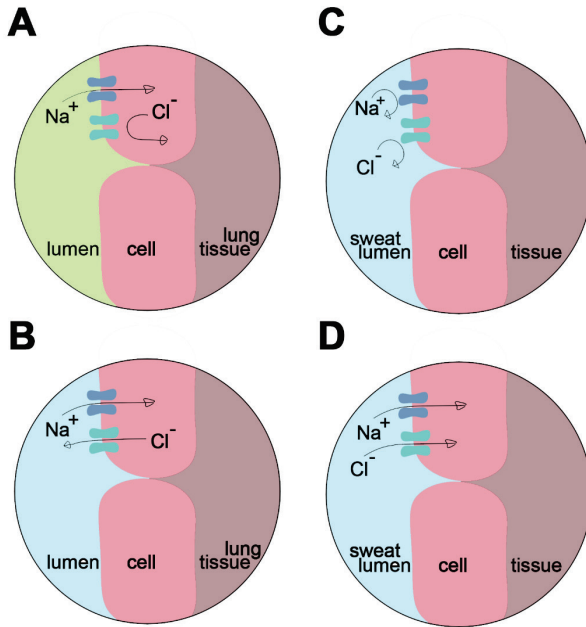 A
Na+
Cl-
lumen
cell
lung
tissue
B
Na+
Cl-
lumen
cell
lung
tissue
C
Na+
Cl-
sweat
lumen
cell
tissue
D
Na+
Cl-
sweat
lumen
cell
tissue